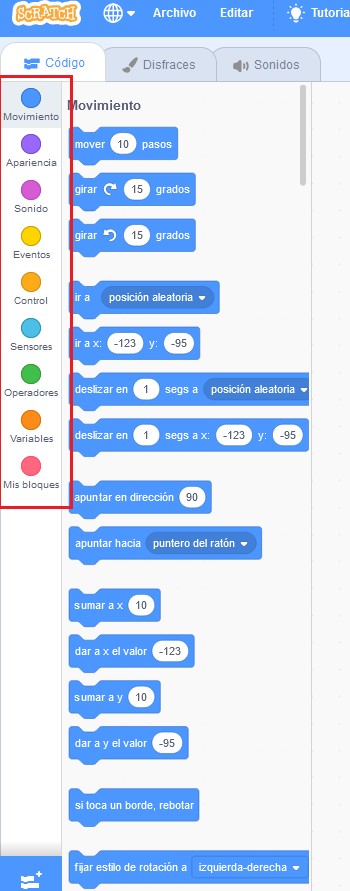 SCRATCH Archivo Editar Tutoria
Código Disfraces Sonidos
Movimiento
Apariencia
Sonido
Eventos
Control
Sensores
Operadores
Variables
Mis bloques
Movimiento
mover 10 pasos
girar 15 grados
girar 15 grados
ir a posición aleatoria
ir a x: -123 y: -95
deslizar en 1 segs a posición aleatoria
deslizar en 1 segs a x: -123 y: -95
apuntar en dirección 90
apuntar hacia puntero del ratón
sumar a x 10
dar a x el valor -123
sumar a y 10
dar a y el valor -95
si toca un borde, rebotar
fijar estilo de rotación a izquierda-derecha